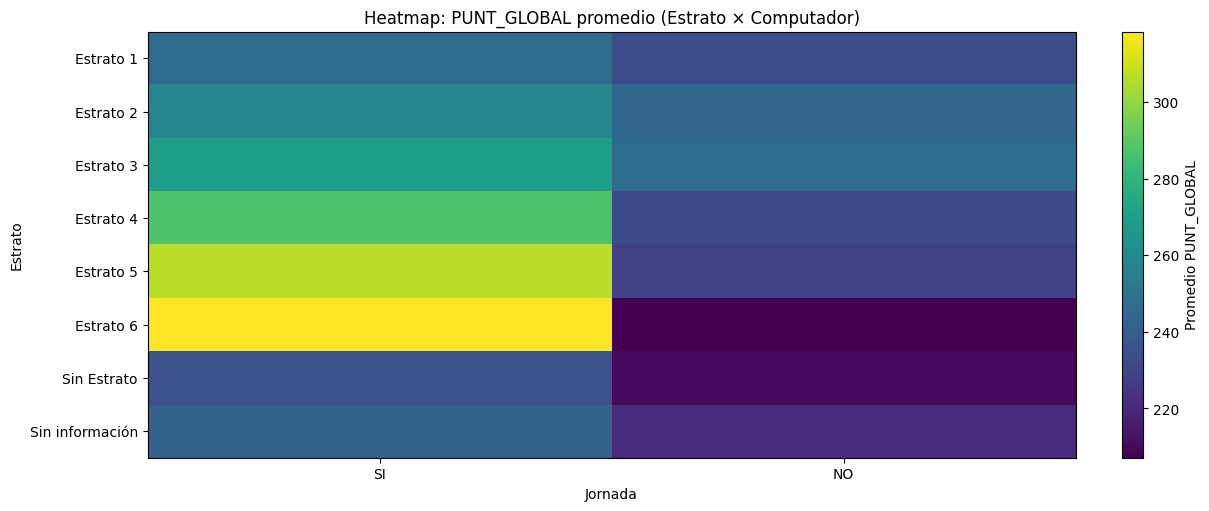 Heatmap: PUNT_GLOBAL promedio (Estrato × Computador)
Estrato
Estrato 1
Estrato 2
Estrato 3
Estrato 4
Estrato 5
Estrato 6
Sin Estrato
Sin información
SI
NO
Jornada
300
280
260
240
220
Promedio PUNT_GLOBAL